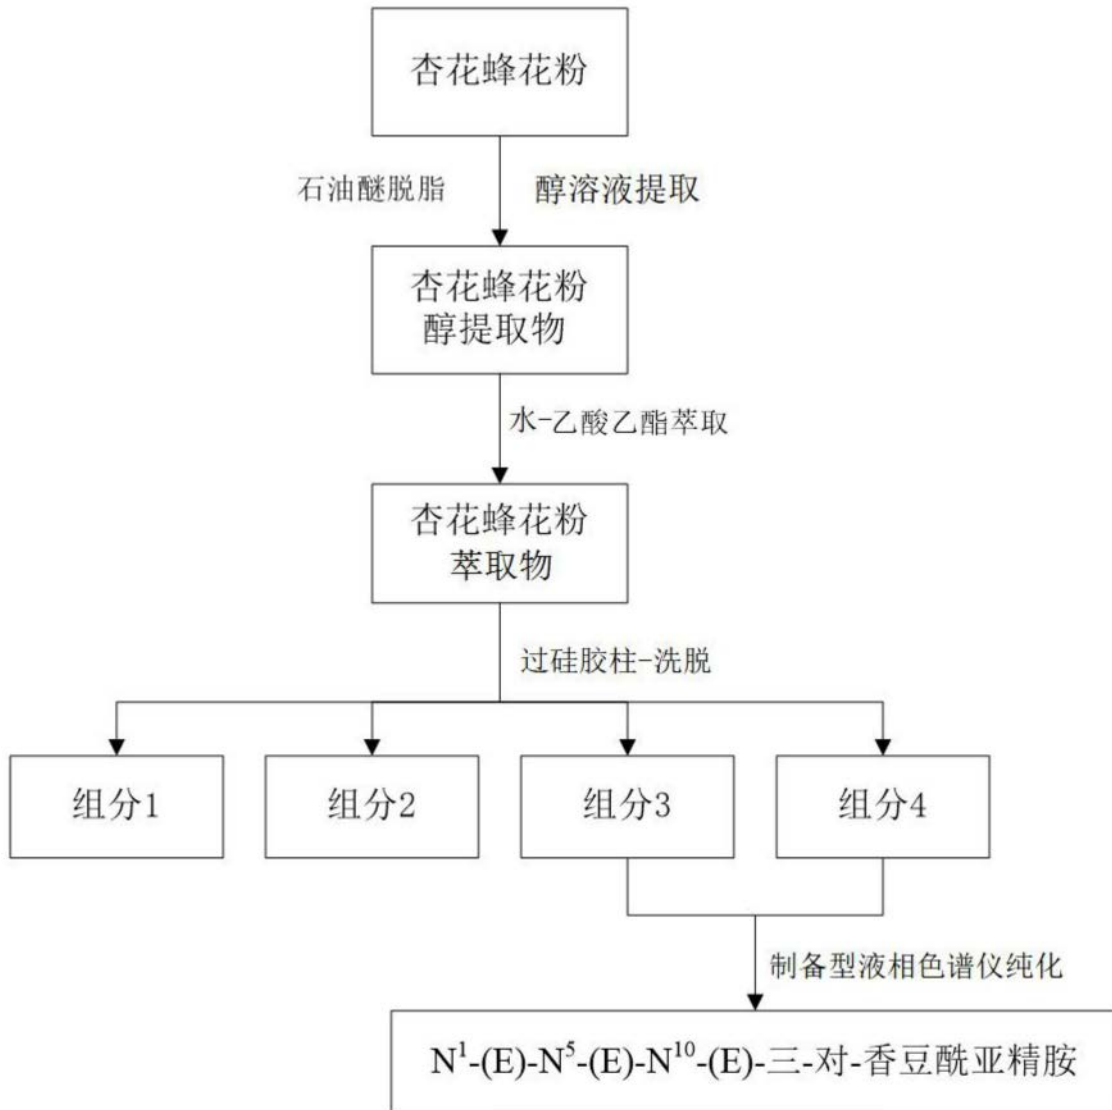 杏花蜂花粉
石油醚脱脂
醇溶液提取
杏花蜂花粉
醇提取物
水-乙酸乙酯萃取
杏花蜂花粉
萃取物
过硅胶柱-洗脱
组分1
组分2
组分3
组分4
制备型液相色谱仪纯化
N¹-(E)-N⁵-(E)-N¹⁰-(E)-三-对-香豆酰亚精胺